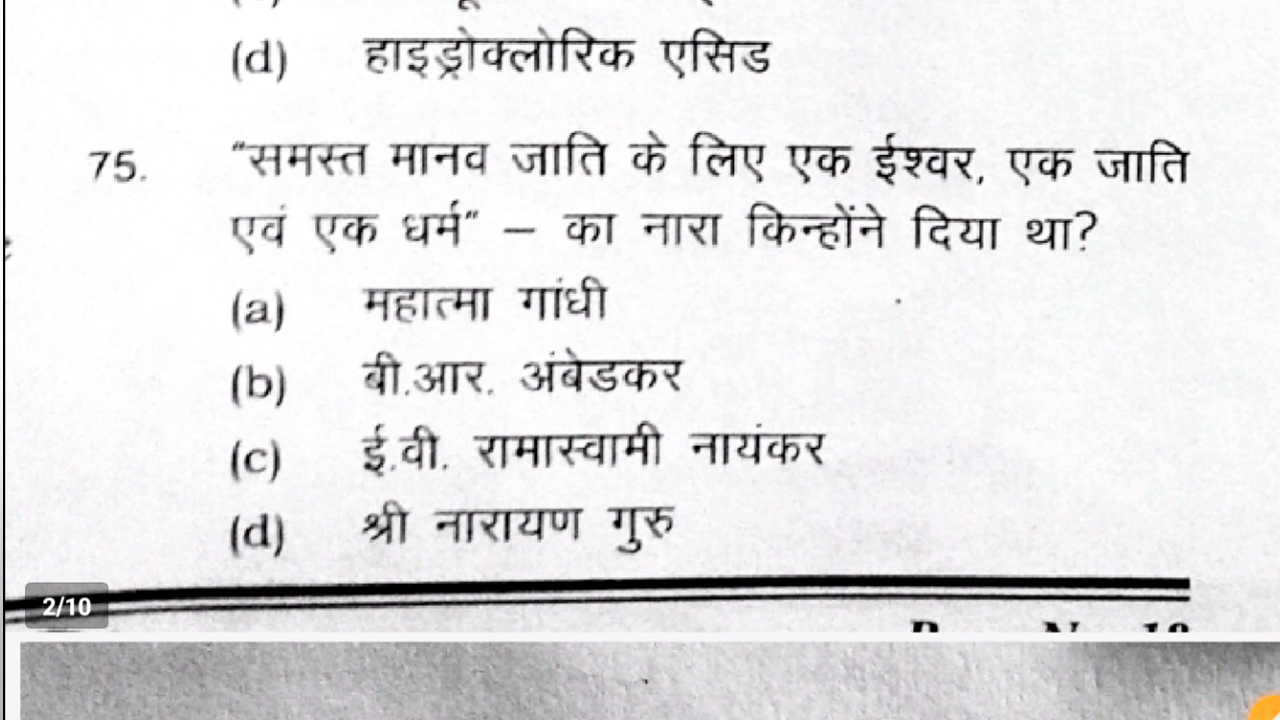 (d) हाइड्रोक्लोरिक एसिड
75. "समस्त मानव जाति के लिए एक ईश्वर, एक जाति
एवं एक धर्म" – का नारा किन्होंने दिया था?
(a) महात्मा गांधी
(b) बी.आर. अंबेडकर
(c) ई.वी. रामास्वामी नायंकर
(d) श्री नारायण गुरु
2/10